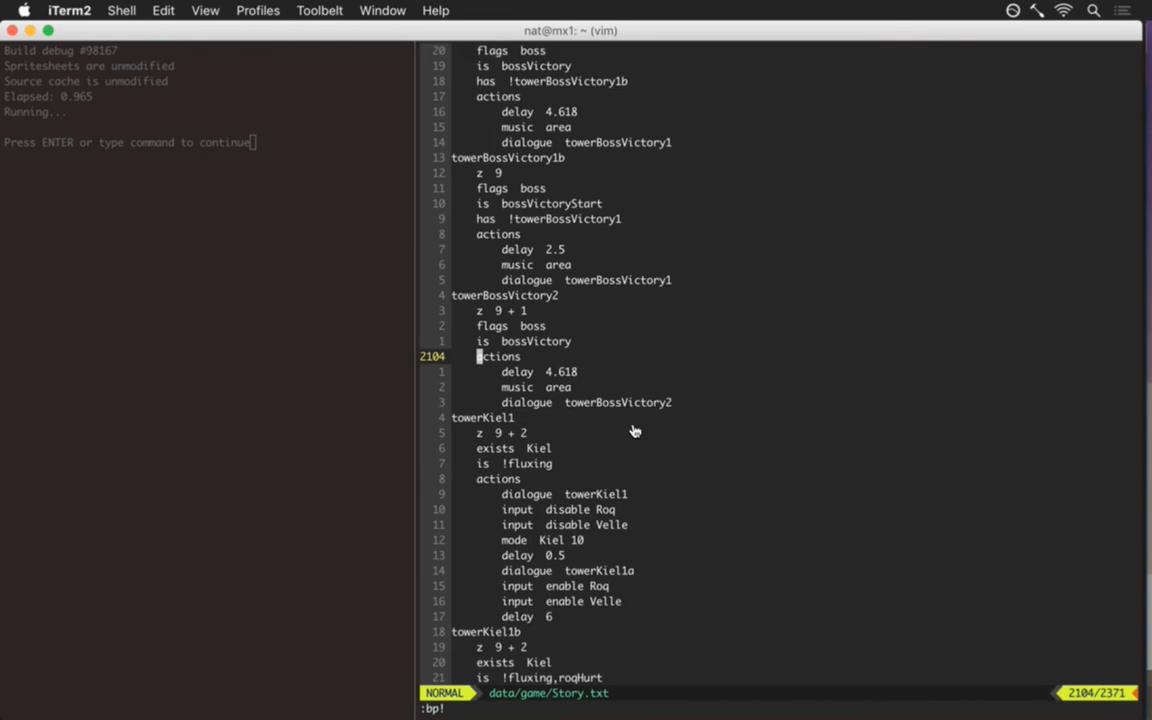 iTerm2 Shell Edit View Profiles Toolbelt Window Help
nat@mx1: ~ (vim)
Build debug #98167
Spritesheets are unmodified
Source cache is unmodified
Elapsed: 0.965
Running...
Press ENTER or type command to continue
20 flags boss
19 is bossVictory
18 has !towerBossVictory1b
17 actions
16 delay 4.618
15 music area
14 dialogue towerBossVictory1
13 towerBossVictory1b
12 z 9
11 flags boss
10 is bossVictoryStart
9 has !towerBossVictory1
8 actions
7 delay 2.5
6 music area
5 dialogue towerBossVictory1
4 towerBossVictory2
3 z 9 + 1
2 flags boss
1 is bossVictory
2104 actions
1 delay 4.618
2 music area
3 dialogue towerBossVictory2
4 towerKiel1
5 z 9 + 2
6 exists Kiel
7 is !fluxing
8 actions
9 dialogue towerKiel1
10 input disable Roq
11 input disable Velle
12 mode Kiel 10
13 delay 0.5
14 dialogue towerKiel1a
15 input enable Roq
16 input enable Velle
17 delay 6
18 towerKiel1b
19 z 9 + 2
20 exists Kiel
21 is !fluxing,roqHurt
NORMAL data/game/Story.txt 2104/2371
:bp!